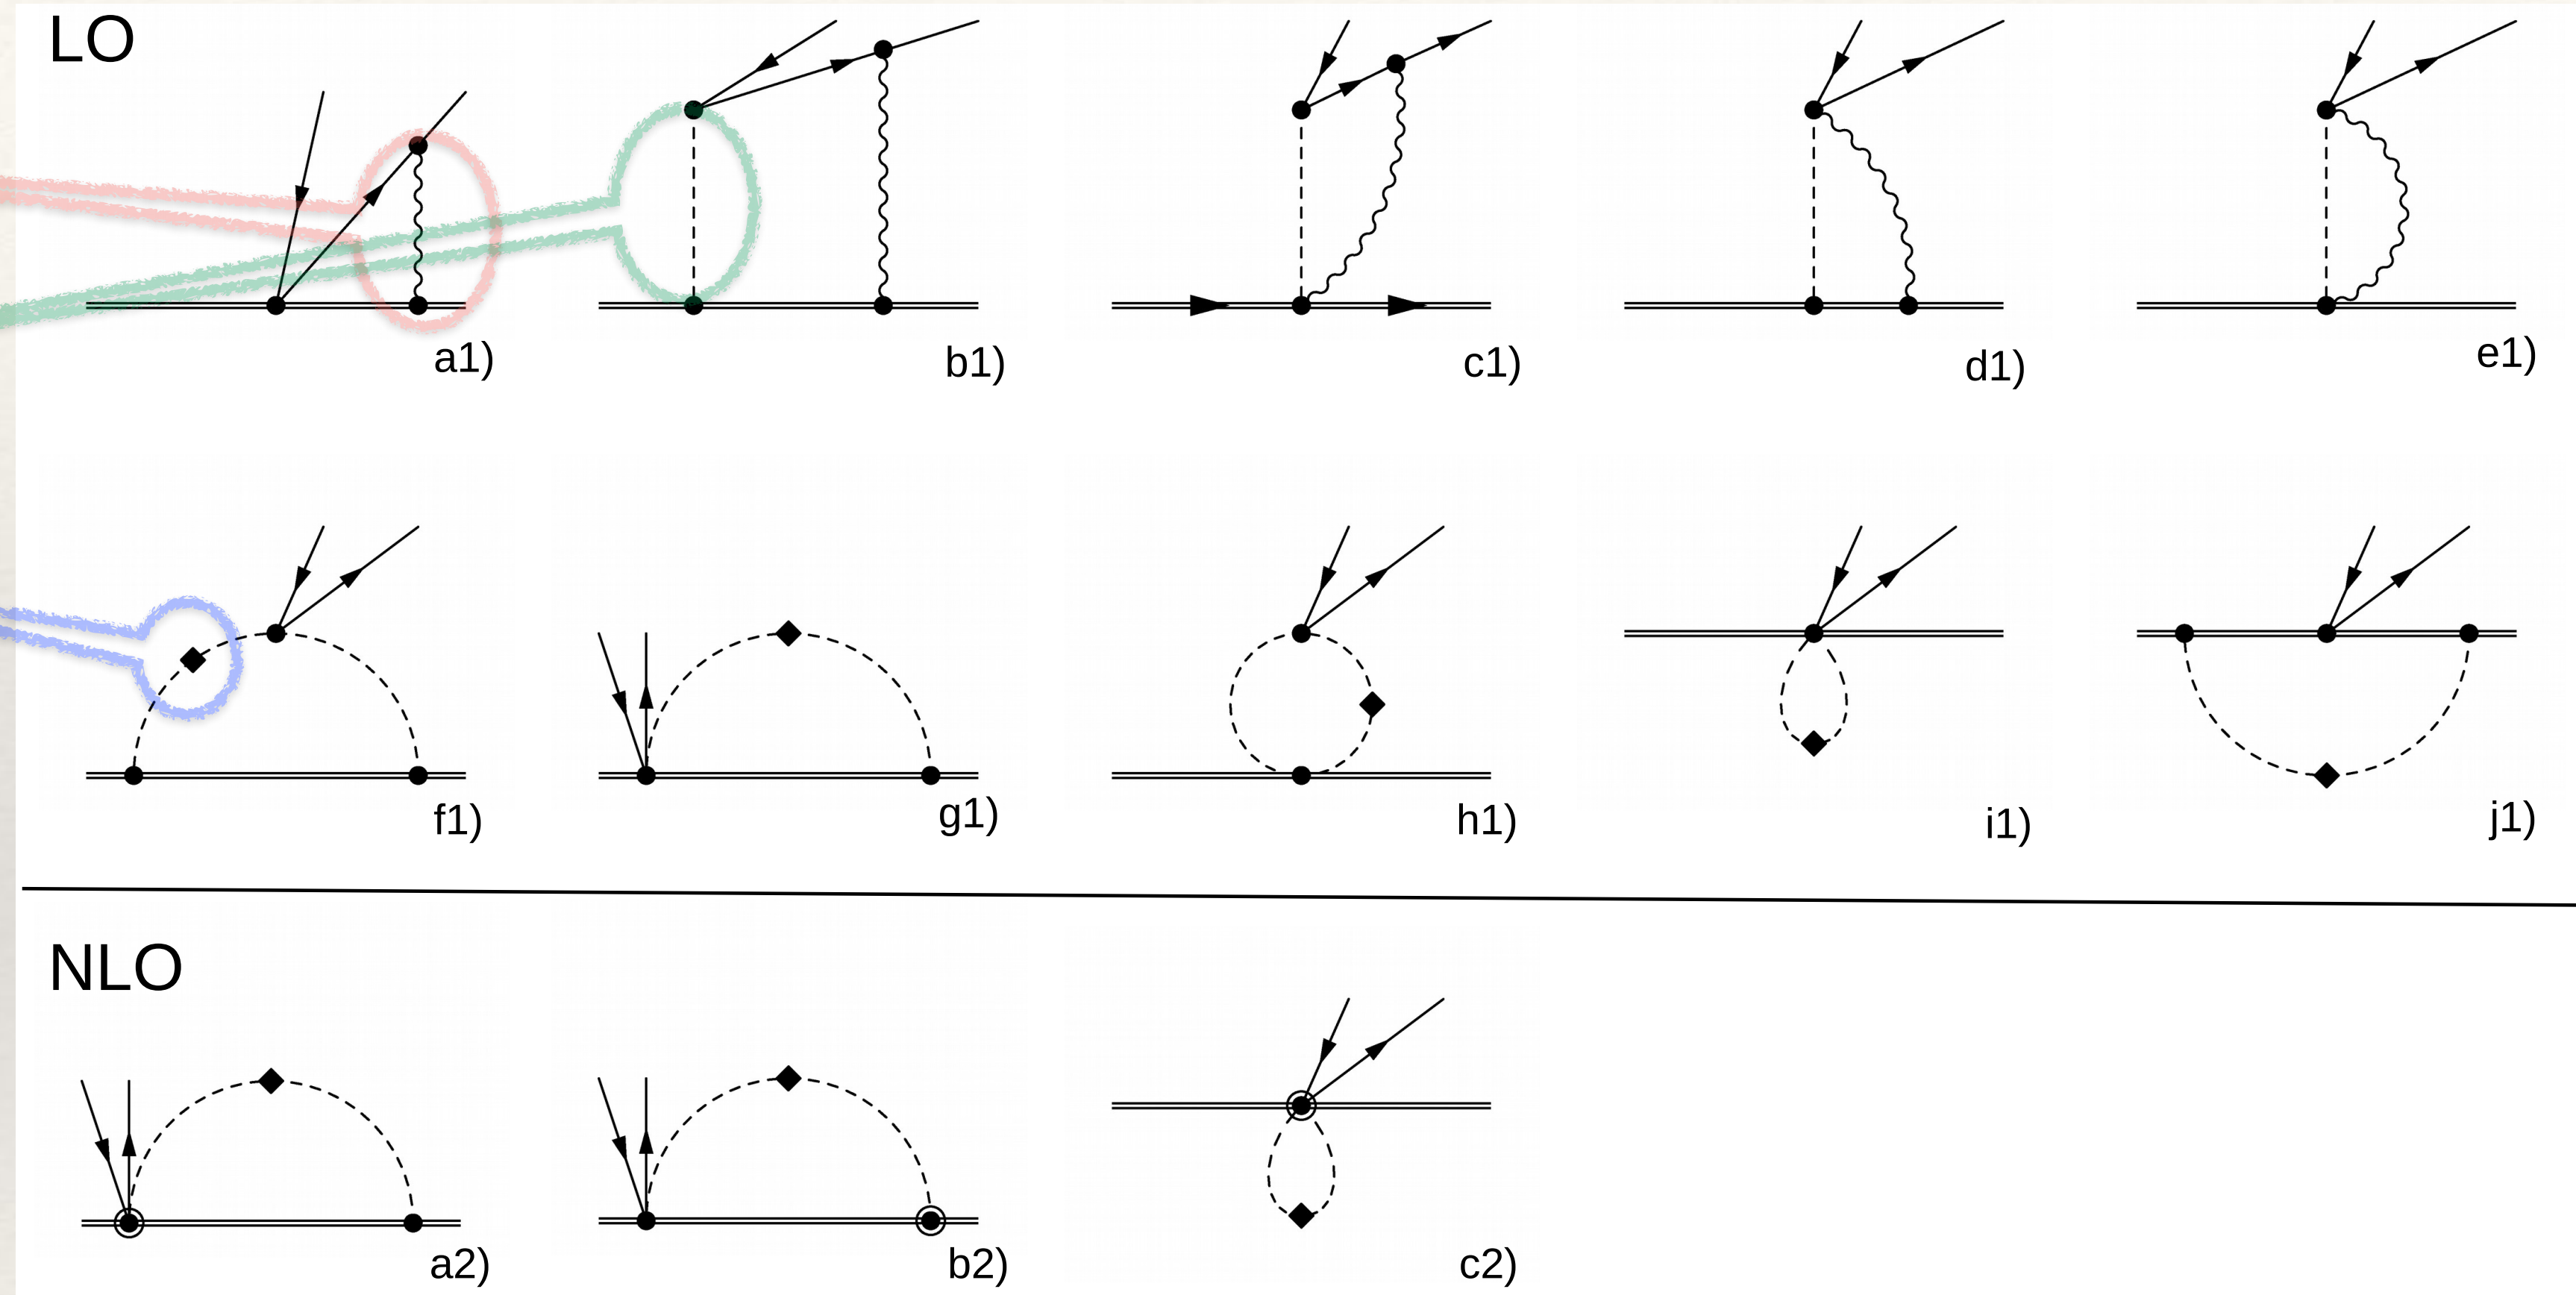 LO
a1)
b1)
c1)
d1)
e1)
f1)
g1)
h1)
i1)
j1)
NLO
a2)
b2)
c2)